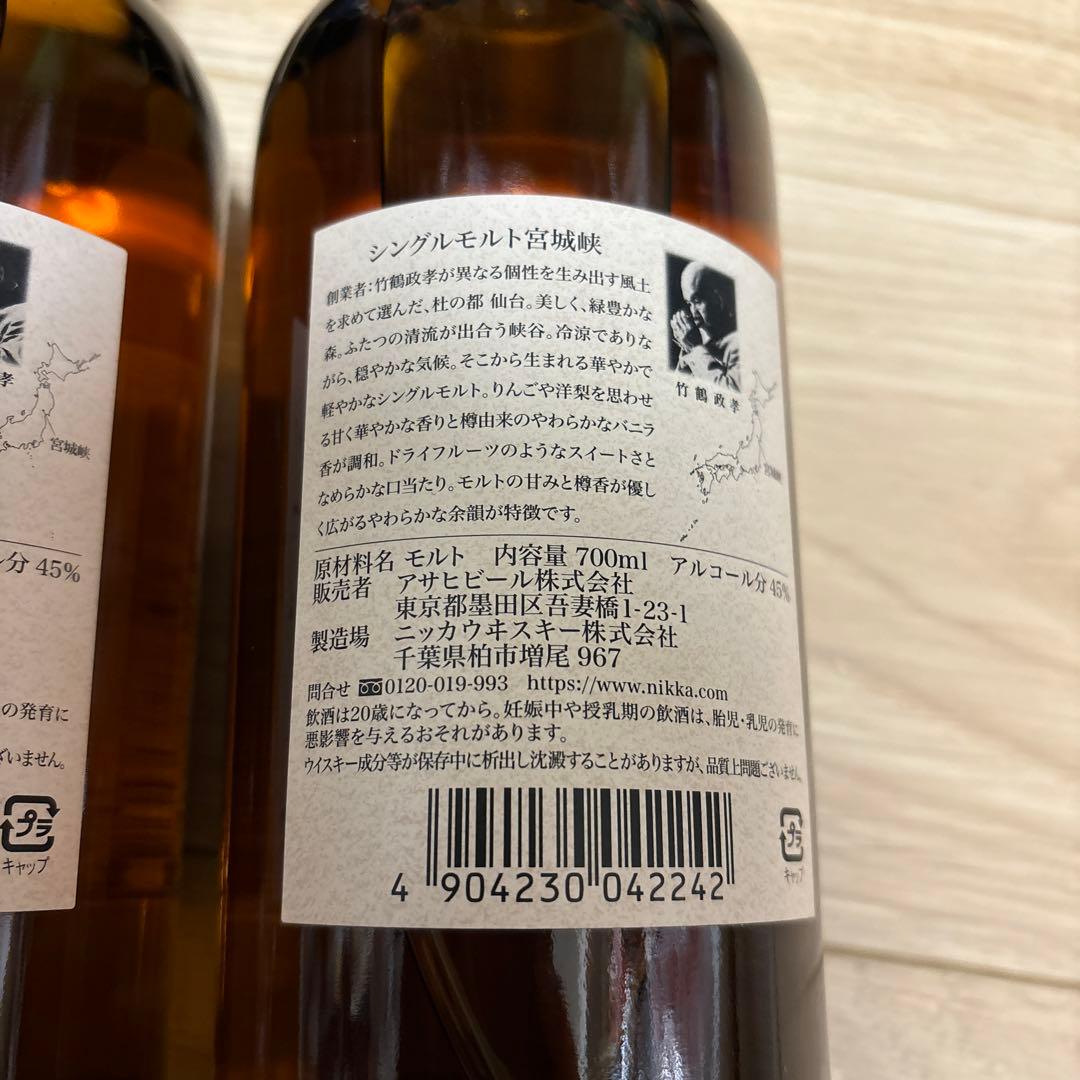 シングルモルト宮城峡
創業者：竹鶴政孝が異なる個性を生み出す風土
を求めて選んだ、杜の都 仙台。美しく、緑豊かな
森。ふたつの清流が出合う峡谷。冷涼でありな
がら、穏やかな気候。そこから生まれる華やかで
軽やかなシングルモルト。りんごや洋梨を思わせ
る甘く華やかな香りと樽由来のやわらかなバニラ
香が調和。ドライフルーツのようなスイートさと
なめらかな口当たり。モルトの甘みと樽香が優し
く広がるやわらかな余韻が特徴です。
竹鶴政孝
原材料名 モルト 内容量 700ml アルコール分 45%
販売者 アサヒビール株式会社
東京都墨田区吾妻橋1-23-1
製造場 ニッカウヰスキー株式会社
千葉県柏市増尾 967
問合せ 0120-019-993 https://www.nikka.com
飲酒は20歳になってから。妊娠中や授乳期の飲酒は、胎児・乳児の発育に
悪影響を与えるおそれがあります。
ウイスキー成分等が保存中に析出し沈澱することがありますが、品質上問題ございません。
4 904230 042242
プラ
キャップ
孝
宮城峡
ル分 45%
の発育に
ざいません。
プラ
キャップ